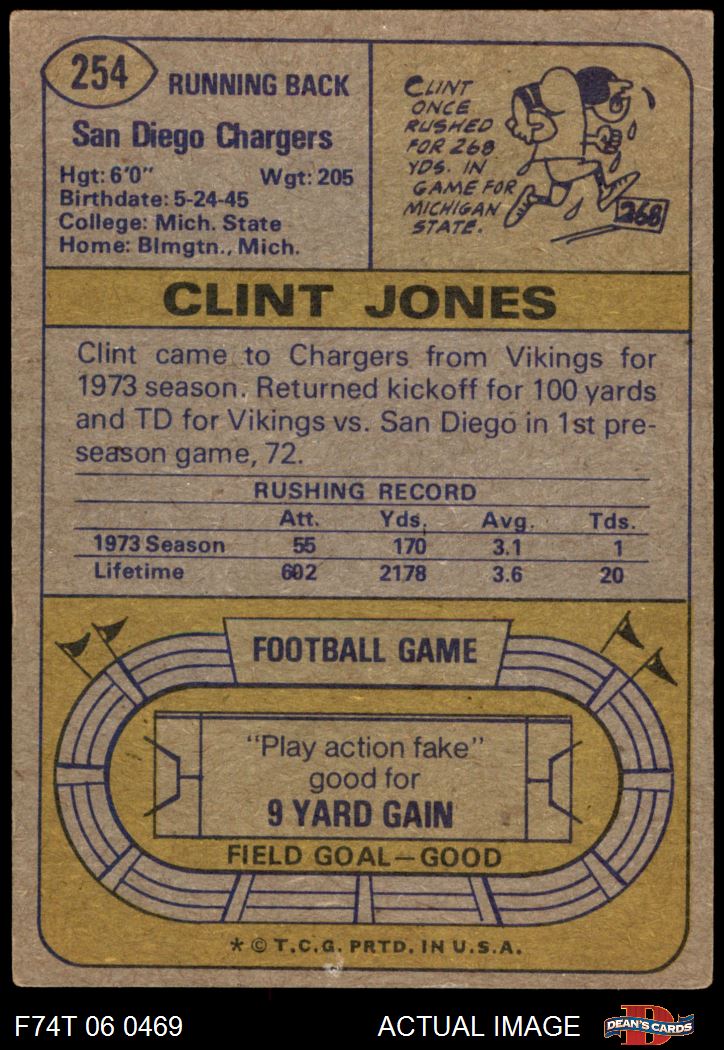 254
RUNNING BACK
San Diego Chargers
Hgt: 6'0" Wgt: 205
Birthdate: 5-24-45
College: Mich. State
Home: Blmgtn., Mich.
CLINT
ONCE
RUSHED
FOR 268
YDS. IN
GAME FOR
MICHIGAN
STATE.
268
CLINT JONES
Clint came to Chargers from Vikings for
1973 season. Returned kickoff for 100 yards
and TD for Vikings vs. San Diego in 1st pre-
season game, 72.
RUSHING RECORD
Att. Yds. Avg. Tds.
1973 Season 55 170 3.1 1
Lifetime 602 2178 3.6 20
FOOTBALL GAME
"Play action fake"
good for
9 YARD GAIN
FIELD GOAL—GOOD
* © T.C.G. PRTD. IN U.S.A.
F74T 06 0469 ACTUAL IMAGE
DEAN'S CARDS